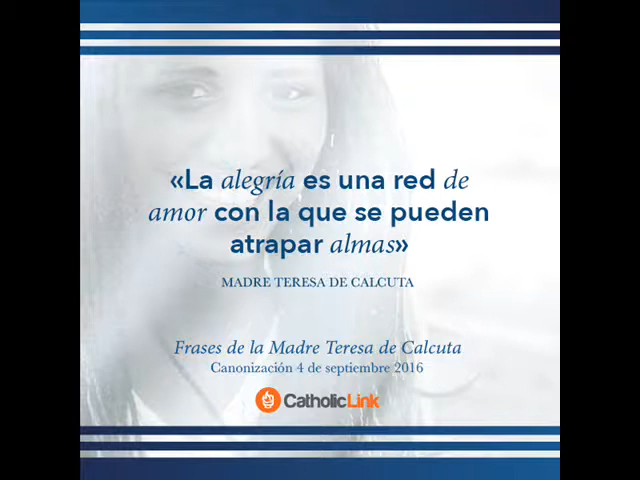 «La alegría es una red de
amor con la que se pueden
atrapar almas»
MADRE TERESA DE CALCUTA
Frases de la Madre Teresa de Calcuta
Canonización 4 de septiembre 2016
CatholicLink